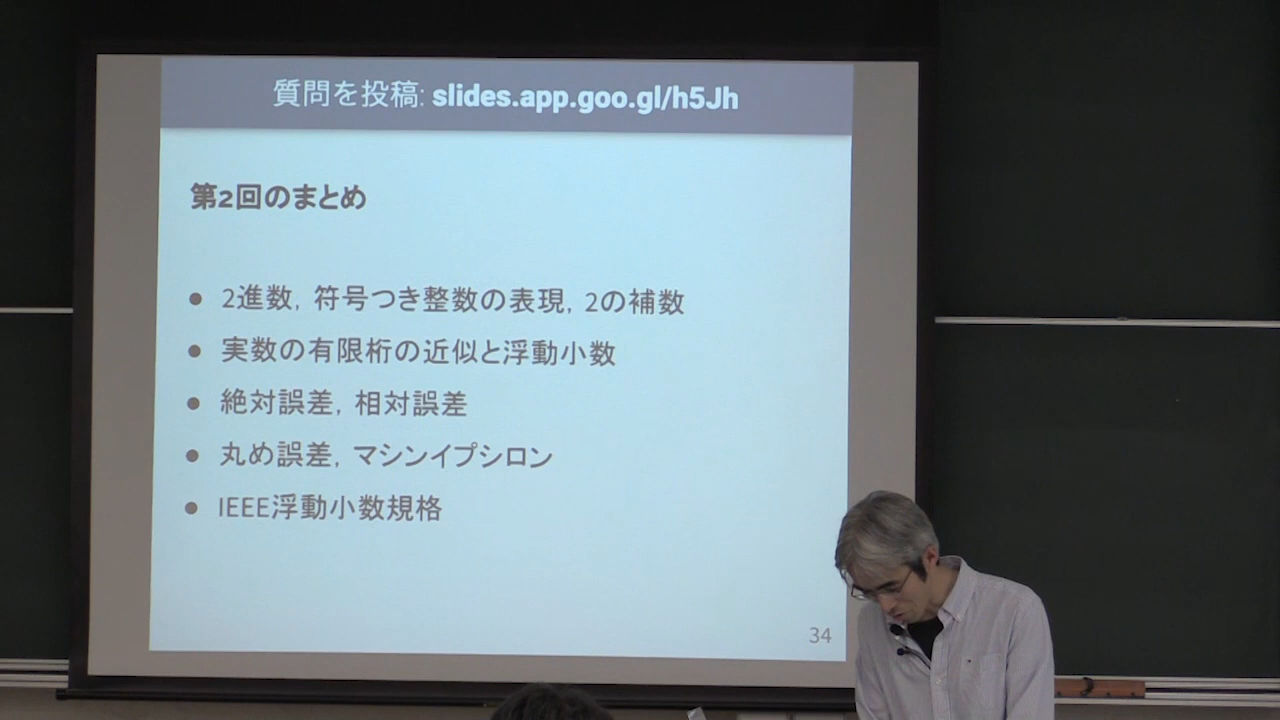 質問を投稿: slides.app.goo.gl/h5Jh
第2回のまとめ
● 2進数, 符号つき整数の表現, 2の補数
● 実数の有限桁の近似と浮動小数
● 絶対誤差, 相対誤差
● 丸め誤差, マシンイプシロン
● IEEE浮動小数規格
34